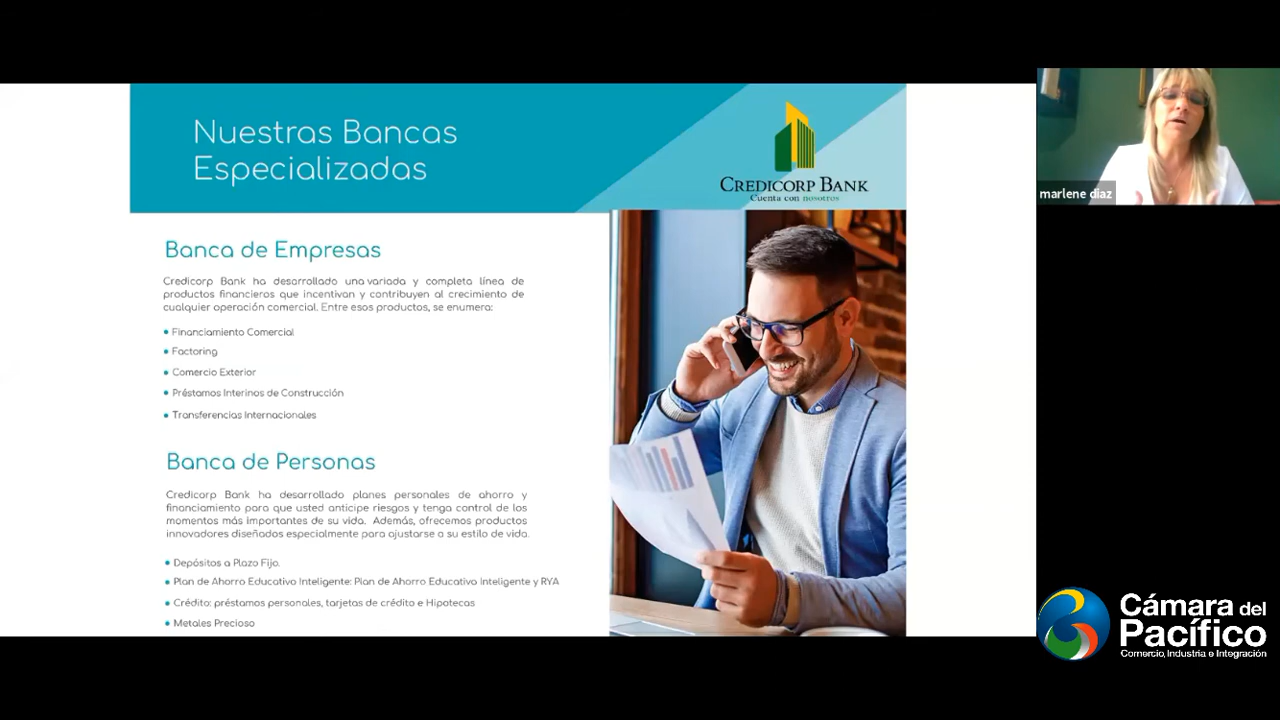 Nuestras Bancas
Especializadas
CREDICORP BANK
Cuenta con nosotros
marlene diaz
Banca de Empresas
Credicorp Bank ha desarrollado una variada y completa línea de
productos financieros que incentivan y contribuyen al crecimiento de
cualquier operación comercial. Entre esos productos, se enumera:
Financiamiento Comercial
Factoring
Comercio Exterior
Préstamos Interinos de Construcción
Transferencias Internacionales
Banca de Personas
Credicorp Bank ha desarrollado planes personales de ahorro y
financiamiento para que usted anticipe riesgos y tenga control de los
momentos más importantes de su vida. Además, ofrecemos productos
innovadores diseñados especialmente para ajustarse a su estilo de vida.
Depósitos a Plazo Fijo.
Plan de Ahorro Educativo Inteligente: Plan de Ahorro Educativo Inteligente y RYA
Crédito: préstamos personales, tarjetas de crédito e Hipotecas
Metales Precioso
Cámara del
Pacífico
Comercio, Industria e Integración